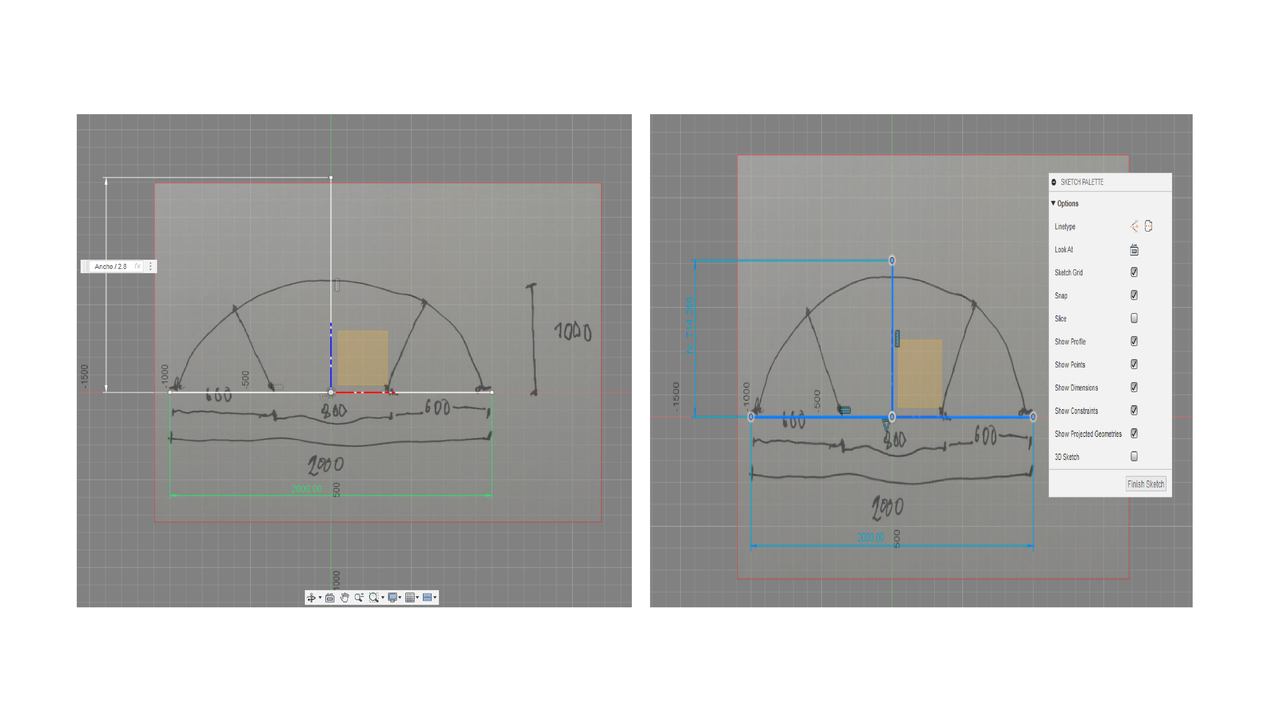 Ancho / 2.8 fx
-1500
-1000
-500
600
800
600
1000
2000
2000.00
500
1000
-1500
-1000
-500
600
800
600
2000
2000.00
500
SKETCH PALETTE
Options
Linetype
Look At
Sketch Grid
Snap
Slice
Show Profile
Show Points
Show Dimensions
Show Constraints
Show Projected Geometries
3D Sketch
Finish Sketch